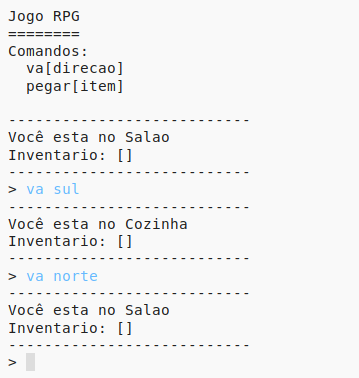 Jogo RPG
========
Comandos:
  va[direcao]
  pegar[item]

---------------------------
Você esta no Salao
Inventario: []
---------------------------
> va sul
---------------------------
Você esta no Cozinha
Inventario: []
---------------------------
> va norte
---------------------------
Você esta no Salao
Inventario: []
---------------------------
>